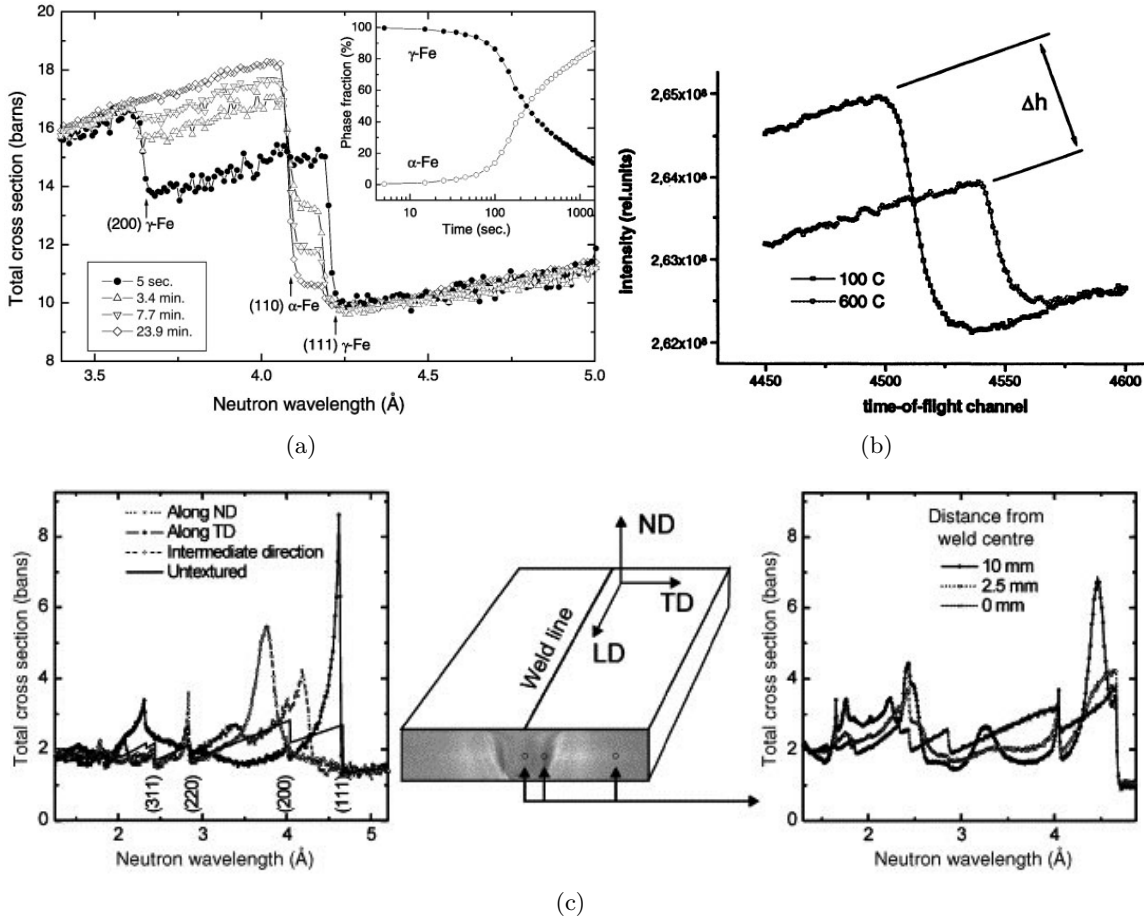 20
18
16
14
12
10
8
3.5
4.0
4.5
5.0
Total cross section (barns)
Neutron wavelength (Å)
(200) γ-Fe
(110) α-Fe
(111) γ-Fe
5 sec.
3.4 min.
7.7 min.
23.9 min.
100
80
60
40
20
0
10
100
1000
Phase fraction (%)
Time (sec.)
γ-Fe
α-Fe
(a)
2,65x10⁶
2,64x10⁶
2,63x10⁶
2,62x10⁶
4450
4500
4550
4600
Intensity (rel.units)
time-of-flight channel
100 C
600 C
Δh
(b)
8
6
4
2
2
3
4
5
Total cross section (bans)
Neutron wavelength (Å)
Along ND
Along TD
Intermediate direction
Untextured
(311)
(220)
(200)
(111)
ND
TD
LD
Weld line
8
6
4
2
2
3
4
Total cross section (bans)
Neutron wavelength (Å)
Distance from
weld centre
10 mm
2.5 mm
0 mm
(c)